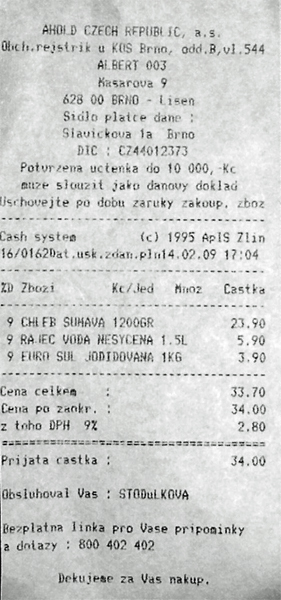 AHOLD CZECH REPUBLIC, a.s.
Obch.rejstrik u KOS Brno, odd.B,vl.544
ALBERT 003
Masarova 9
628 00 BRNO - Lisen
Sidlo platce dane :
Slavickova 1a Brno
DIC : CZ44012373
Potvrzena uctenka do 10 000,-Kc
muze slouzit jako danovy doklad
Uschovejte po dobu zaruky zakoup. zboz
Cash system (c) 1995 ApIS Zlin
16/0162Dat.usk.zdan.pln14.02.09 17:04
%D Zbozi Kc/Jed Mnoz Castka
9 CHLEB SUMAVA 1200GR 23.90
9 RAJEC VODA NESYCENA 1.5L 5.90
9 EURO SUL JODIDOVANA 1KG 3.90
Cena celkem : 33.70
Cena po zaokr. : 34.00
z toho DPH 9% 2.80
Prijata castka : 34.00
Obsluhoval Vas : STODuLKOVA
Bezplatna linka pro Vase pripominky
a dotazy : 800 402 402
Dekujeme za Vas nakup.